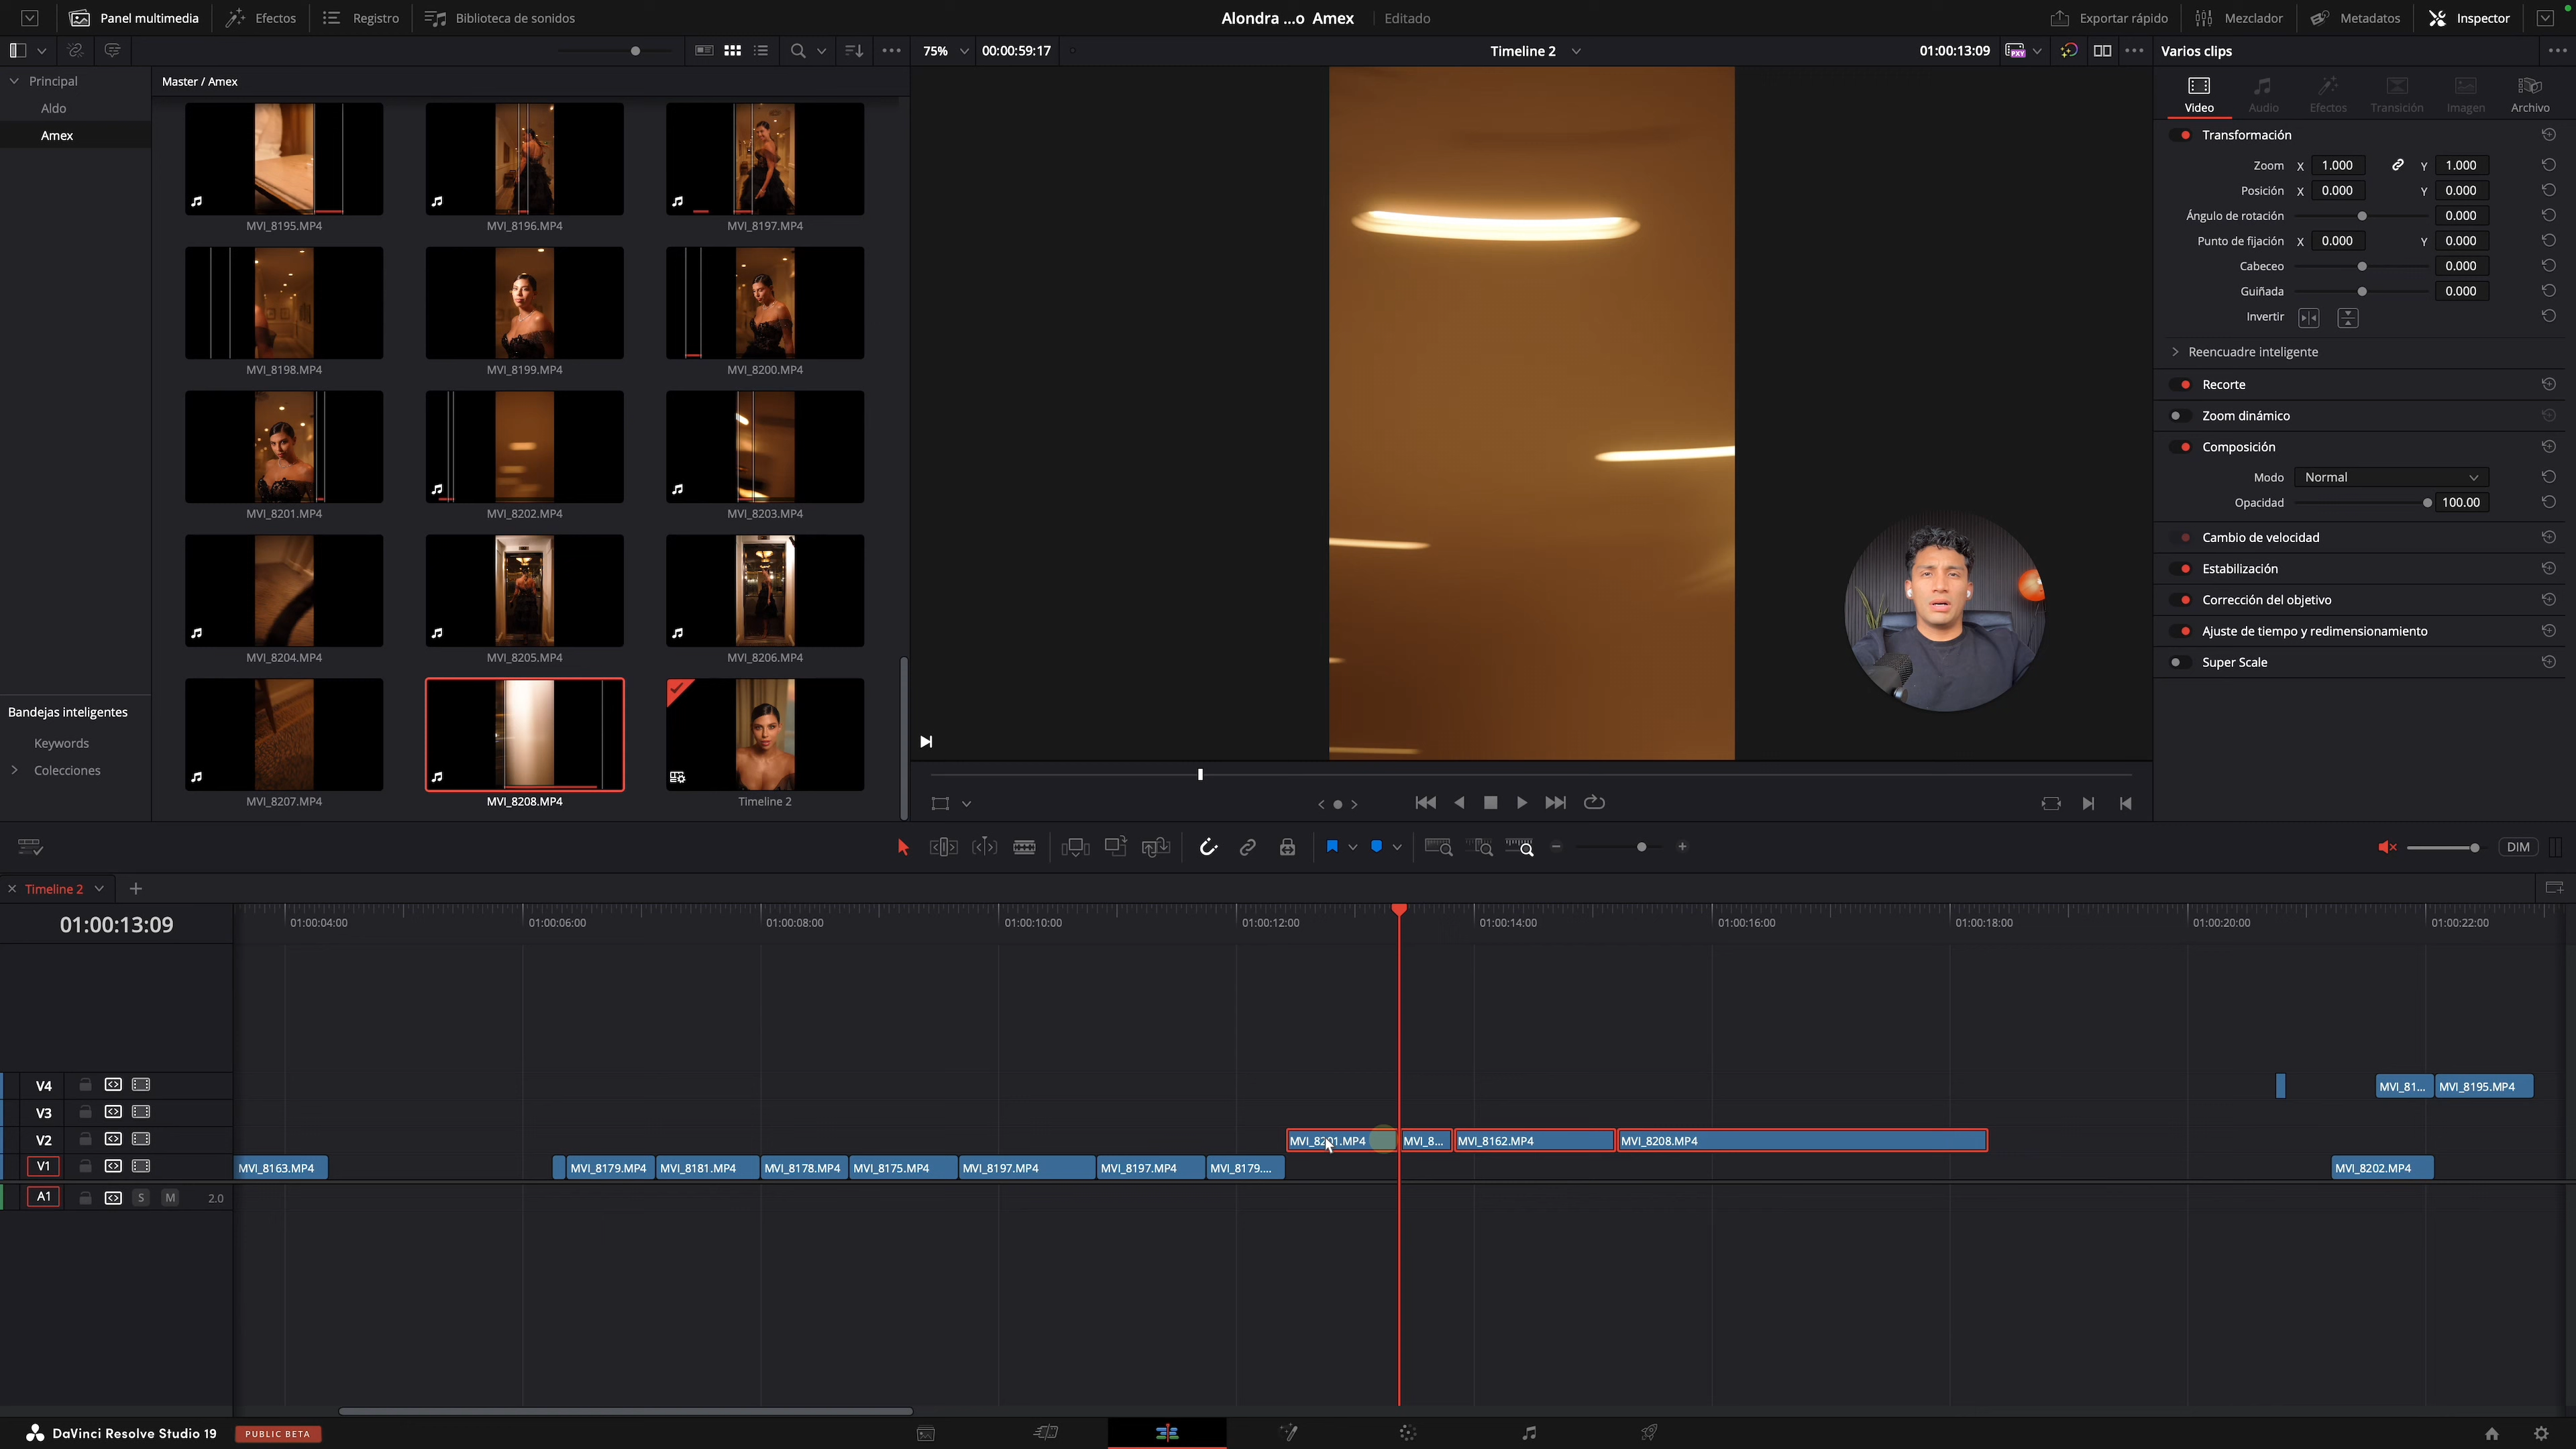 Panel multimedia Efectos Registro Biblioteca de sonidos Alondra ...o Amex Editado Exportar rápido Mezclador Metadatos Inspector
75% 00:00:59:17 Timeline 2 01:00:13:09 PXY Varios clips
Principal Master / Amex
Aldo
Amex
Video Audio Efectos Transición Imagen Archivo
Transformación
Zoom X 1.000 Y 1.000
Posición X 0.000 Y 0.000
Ángulo de rotación 0.000
Punto de fijación X 0.000 Y 0.000
Cabeceo 0.000
Guiñada 0.000
Invertir
Reencuadre inteligente
Recorte
Zoom dinámico
Composición
Modo Normal
Opacidad 100.00
Cambio de velocidad
Estabilización
Corrección del objetivo
Ajuste de tiempo y redimensionamiento
Super Scale
MVI_8195.MP4 MVI_8196.MP4 MVI_8197.MP4
MVI_8198.MP4 MVI_8199.MP4 MVI_8200.MP4
MVI_8201.MP4 MVI_8202.MP4 MVI_8203.MP4
MVI_8204.MP4 MVI_8205.MP4 MVI_8206.MP4
MVI_8207.MP4 MVI_8208.MP4 Timeline 2
Bandejas inteligentes
Keywords
Colecciones
DIM
Timeline 2
01:00:13:09 01:00:04:00 01:00:06:00 01:00:08:00 01:00:10:00 01:00:12:00 01:00:14:00 01:00:16:00 01:00:18:00 01:00:20:00 01:00:22:00
V4 MVI_81... MVI_8195.MP4
V3
V2 MVI_8201.MP4 MVI_8... MVI_8162.MP4 MVI_8208.MP4
V1 MVI_8163.MP4 MVI_8179.MP4 MVI_8181.MP4 MVI_8178.MP4 MVI_8175.MP4 MVI_8197.MP4 MVI_8197.MP4 MVI_8179.... MVI_8202.MP4
A1 S M 2.0
DaVinci Resolve Studio 19 PUBLIC BETA